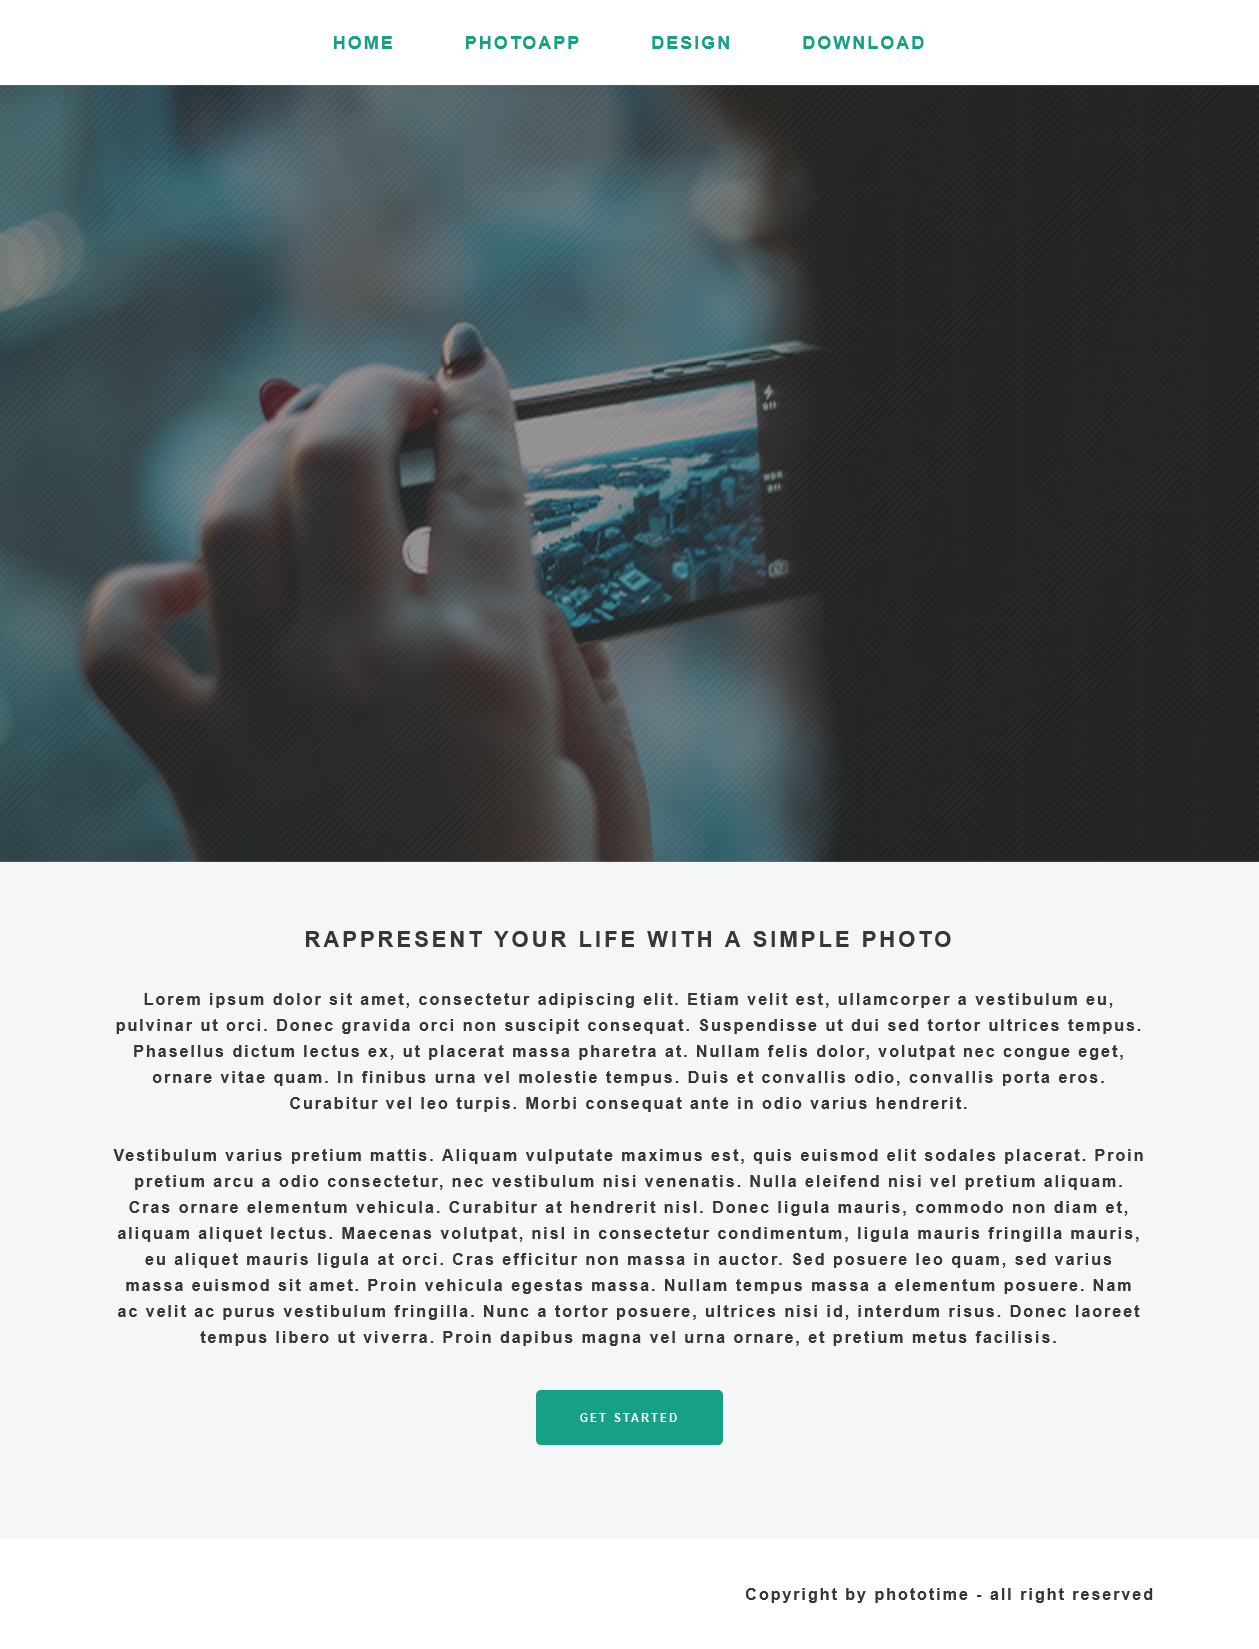 HOME PHOTOAPP DESIGN DOWNLOAD
Off
HDR
Off
RAPPRESENT YOUR LIFE WITH A SIMPLE PHOTO
Lorem ipsum dolor sit amet, consectetur adipiscing elit. Etiam velit est, ullamcorper a vestibulum eu,
pulvinar ut orci. Donec gravida orci non suscipit consequat. Suspendisse ut dui sed tortor ultrices tempus.
Phasellus dictum lectus ex, ut placerat massa pharetra at. Nullam felis dolor, volutpat nec congue eget,
ornare vitae quam. In finibus urna vel molestie tempus. Duis et convallis odio, convallis porta eros.
Curabitur vel leo turpis. Morbi consequat ante in odio varius hendrerit.
Vestibulum varius pretium mattis. Aliquam vulputate maximus est, quis euismod elit sodales placerat. Proin
pretium arcu a odio consectetur, nec vestibulum nisi venenatis. Nulla eleifend nisi vel pretium aliquam.
Cras ornare elementum vehicula. Curabitur at hendrerit nisl. Donec ligula mauris, commodo non diam et,
aliquam aliquet lectus. Maecenas volutpat, nisl in consectetur condimentum, ligula mauris fringilla mauris,
eu aliquet mauris ligula at orci. Cras efficitur non massa in auctor. Sed posuere leo quam, sed varius
massa euismod sit amet. Proin vehicula egestas massa. Nullam tempus massa a elementum posuere. Nam
ac velit ac purus vestibulum fringilla. Nunc a tortor posuere, ultrices nisi id, interdum risus. Donec laoreet
tempus libero ut viverra. Proin dapibus magna vel urna ornare, et pretium metus facilisis.
GET STARTED
Copyright by phototime - all right reserved